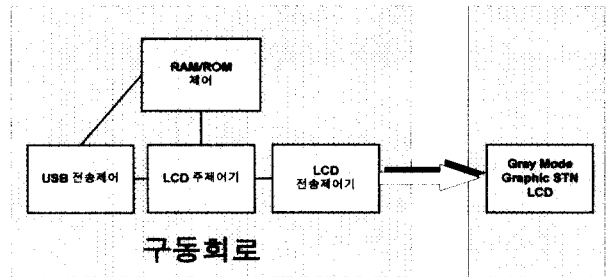 RAM/ROM
제어
USB 전송제어
LCD 주제어기
LCD
전송제어기
Gray Mode
Graphic STN
LCD
구동회로